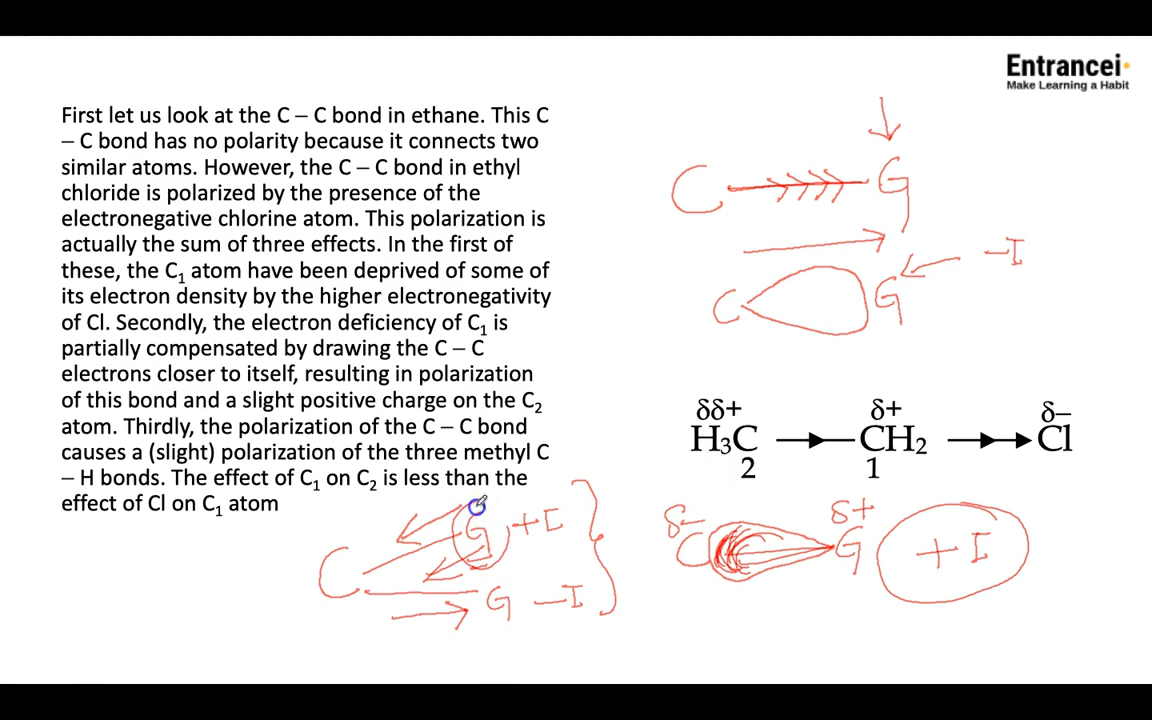 Entrancei
Make Learning a Habit
First let us look at the C – C bond in ethane. This C
– C bond has no polarity because it connects two
similar atoms. However, the C – C bond in ethyl
chloride is polarized by the presence of the
electronegative chlorine atom. This polarization is
actually the sum of three effects. In the first of
these, the C₁ atom have been deprived of some of
its electron density by the higher electronegativity
of Cl. Secondly, the electron deficiency of C₁ is
partially compensated by drawing the C – C
electrons closer to itself, resulting in polarization
of this bond and a slight positive charge on the C₂
atom. Thirdly, the polarization of the C – C bond
causes a (slight) polarization of the three methyl C
– H bonds. The effect of C₁ on C₂ is less than the
effect of Cl on C₁ atom
C G
C G –I
δδ+ δ+ δ–
H₃C CH₂ Cl
2 1
δ– δ+
C G +I
G +I
C
G –I